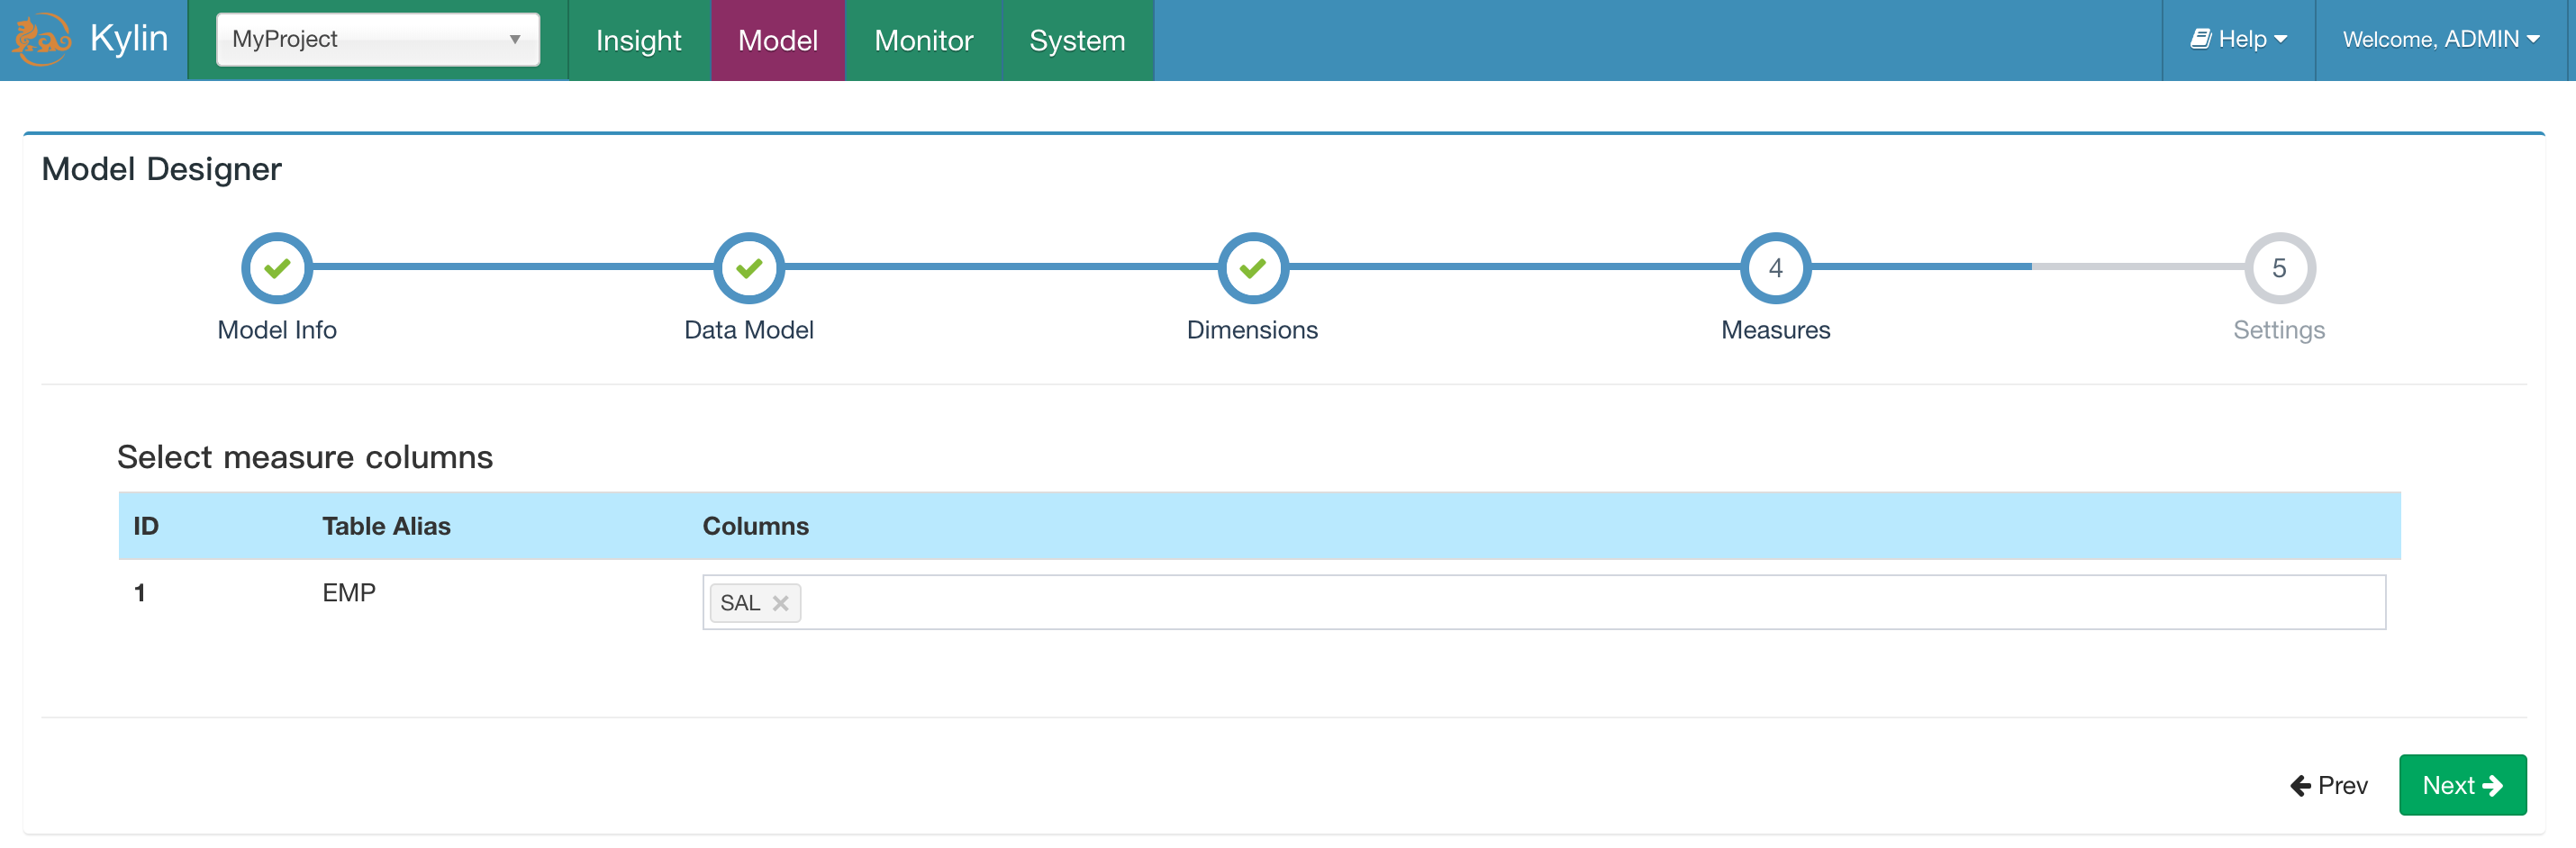 Kylin MyProject Insight Model Monitor System Help Welcome, ADMIN
Model Designer
4 5
Model Info Data Model Dimensions Measures Settings
Select measure columns
ID Table Alias Columns
1 EMP SAL
Prev Next